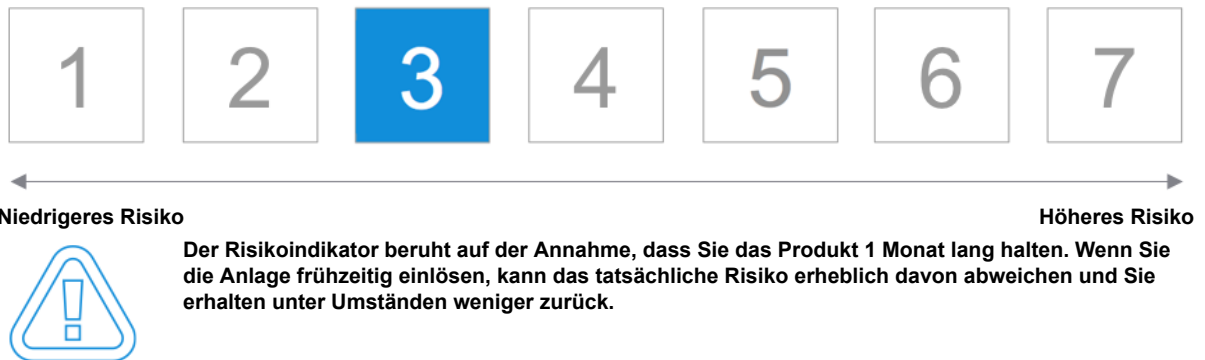 1 2 3 4 5 6 7
Niedrigeres Risiko Höheres Risiko
Der Risikoindikator beruht auf der Annahme, dass Sie das Produkt 1 Monat lang halten. Wenn Sie
die Anlage frühzeitig einlösen, kann das tatsächliche Risiko erheblich davon abweichen und Sie
erhalten unter Umständen weniger zurück.